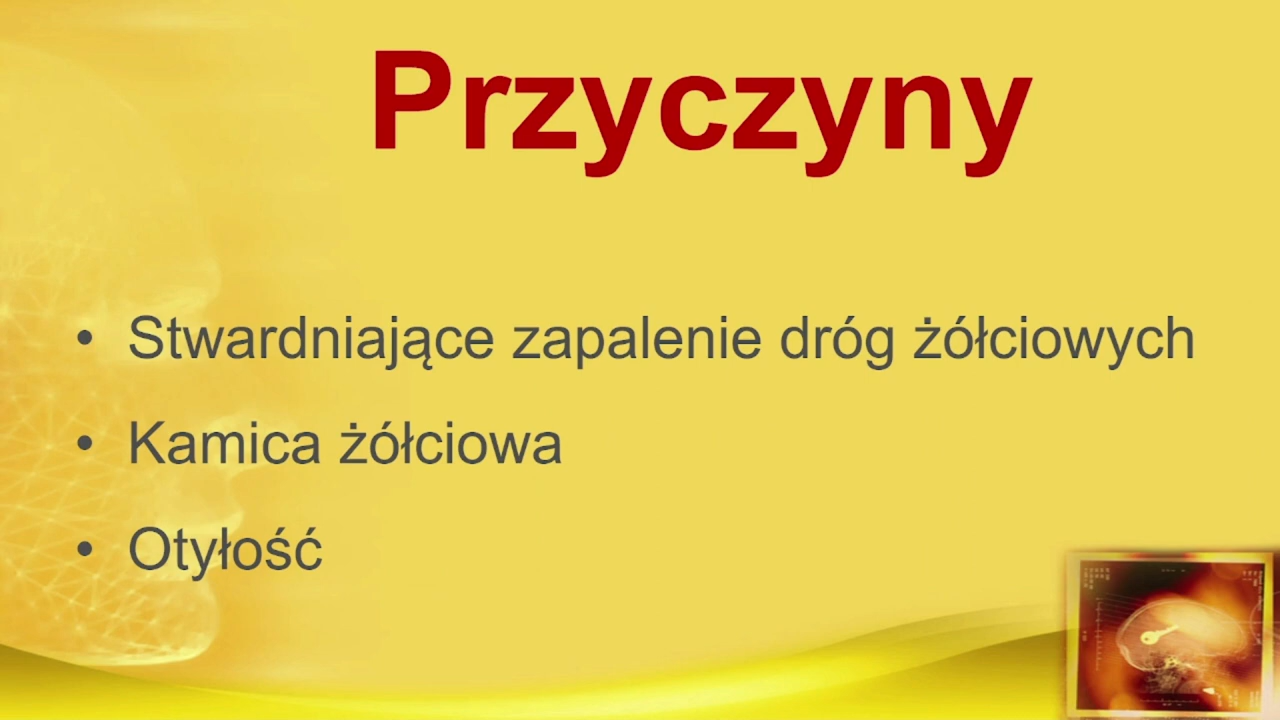 Przyczyny
• Stwardniające zapalenie dróg żółciowych
• Kamica żółciowa
• Otyłość